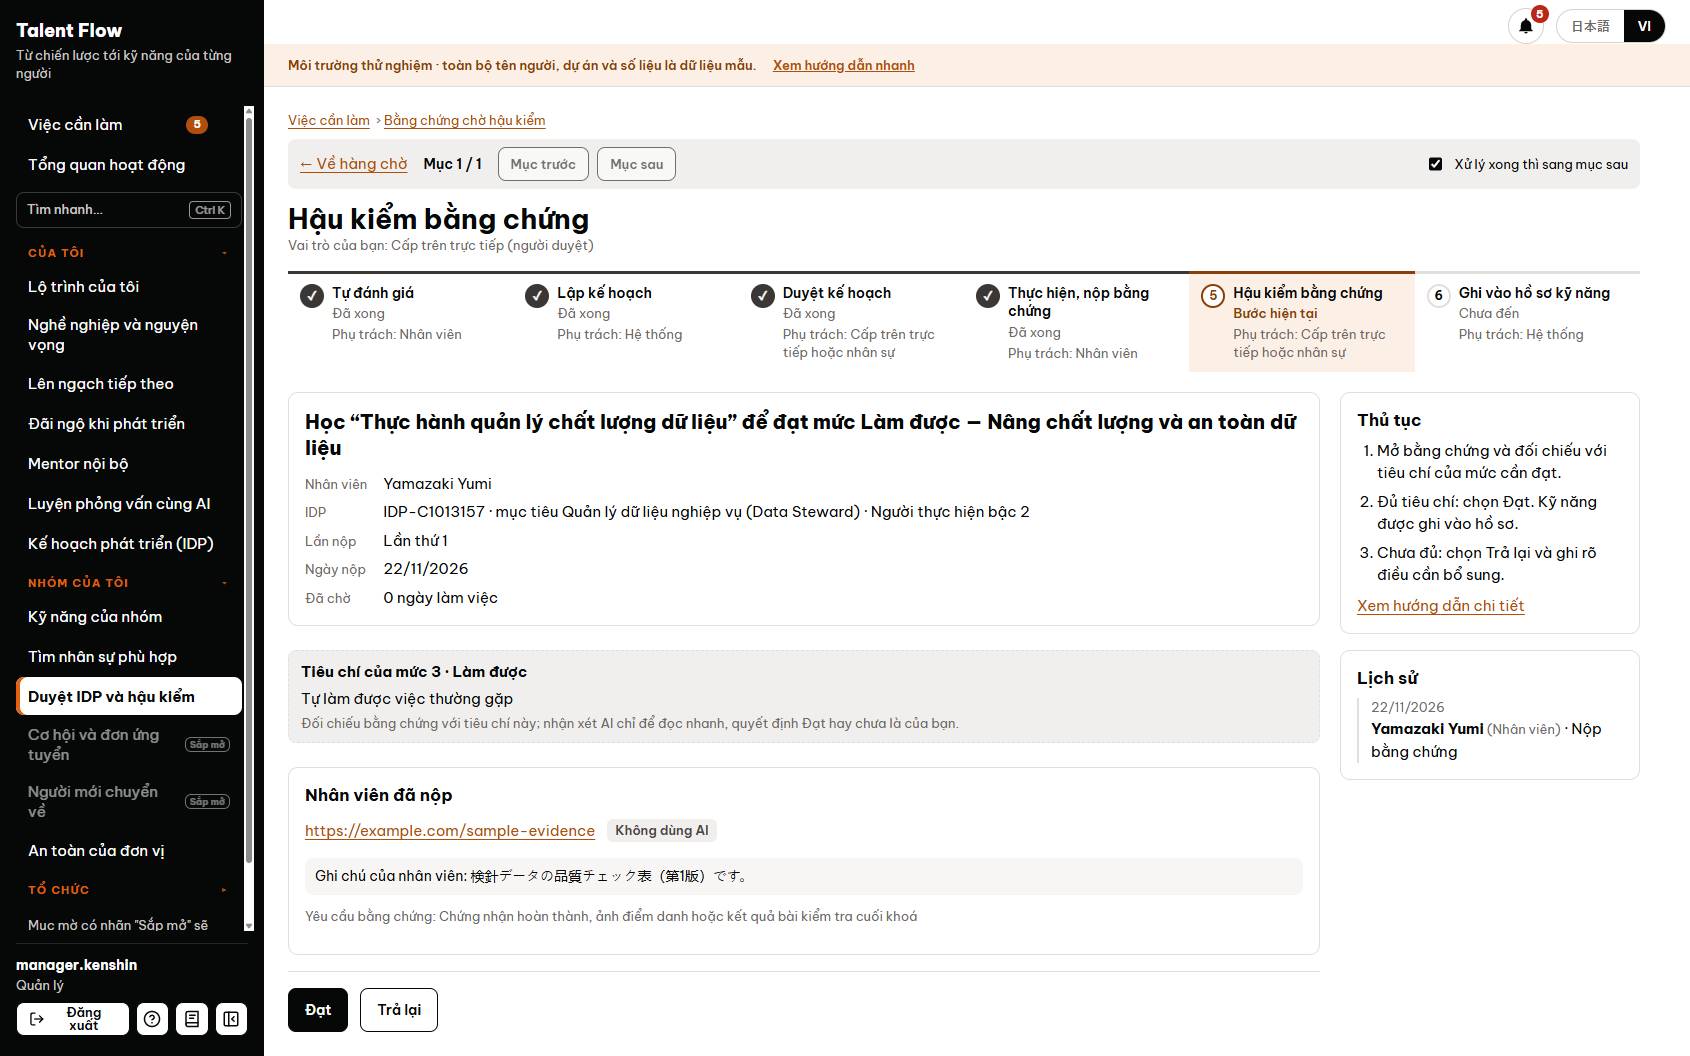 Talent Flow
Từ chiến lược tới kỹ năng của từng
người
Việc cần làm
5
Tổng quan hoạt động
Tìm nhanh...
Ctrl K
CỦA TÔI
Lộ trình của tôi
Nghề nghiệp và nguyện
vọng
Lên ngạch tiếp theo
Đãi ngộ khi phát triển
Mentor nội bộ
Luyện phỏng vấn cùng AI
Kế hoạch phát triển (IDP)
NHÓM CỦA TÔI
Kỹ năng của nhóm
Tìm nhân sự phù hợp
Duyệt IDP và hậu kiểm
Cơ hội và đơn ứng
tuyển
Sắp mở
Người mới chuyển
về
Sắp mở
An toàn của đơn vị
TỔ CHỨC
Mục mờ có nhãn "Sắp mở" sẽ
manager.kenshin
Quản lý
Đăng
xuất
5
日本語
VI
Môi trường thử nghiệm · toàn bộ tên người, dự án và số liệu là dữ liệu mẫu. Xem hướng dẫn nhanh
Việc cần làm › Bằng chứng chờ hậu kiểm
← Về hàng chờ
Mục 1 / 1
Mục trước
Mục sau
Xử lý xong thì sang mục sau
Hậu kiểm bằng chứng
Vai trò của bạn: Cấp trên trực tiếp (người duyệt)
Tự đánh giá
Đã xong
Phụ trách: Nhân viên
Lập kế hoạch
Đã xong
Phụ trách: Hệ thống
Duyệt kế hoạch
Đã xong
Phụ trách: Cấp trên trực
tiếp hoặc nhân sự
Thực hiện, nộp bằng
chứng
Đã xong
Phụ trách: Nhân viên
5
Hậu kiểm bằng chứng
Bước hiện tại
Phụ trách: Cấp trên trực
tiếp hoặc nhân sự
6
Ghi vào hồ sơ kỹ năng
Chưa đến
Phụ trách: Hệ thống
Học “Thực hành quản lý chất lượng dữ liệu” để đạt mức Làm được — Nâng chất lượng và an toàn dữ
liệu
Nhân viên Yamazaki Yumi
IDP IDP-C1013157 · mục tiêu Quản lý dữ liệu nghiệp vụ (Data Steward) · Người thực hiện bậc 2
Lần nộp Lần thứ 1
Ngày nộp 22/11/2026
Đã chờ 0 ngày làm việc
Tiêu chí của mức 3 · Làm được
Tự làm được việc thường gặp
Đối chiếu bằng chứng với tiêu chí này; nhận xét AI chỉ để đọc nhanh, quyết định Đạt hay chưa là của bạn.
Nhân viên đã nộp
https://example.com/sample-evidence
Không dùng AI
Ghi chú của nhân viên: 検針データの品質チェック表（第1版）です。
Yêu cầu bằng chứng: Chứng nhận hoàn thành, ảnh điểm danh hoặc kết quả bài kiểm tra cuối khoá
Đạt
Trả lại
Thủ tục
1. Mở bằng chứng và đối chiếu với
tiêu chí của mức cần đạt.
2. Đủ tiêu chí: chọn Đạt. Kỹ năng
được ghi vào hồ sơ.
3. Chưa đủ: chọn Trả lại và ghi rõ
điều cần bổ sung.
Xem hướng dẫn chi tiết
Lịch sử
22/11/2026
Yamazaki Yumi (Nhân viên) · Nộp
bằng chứng